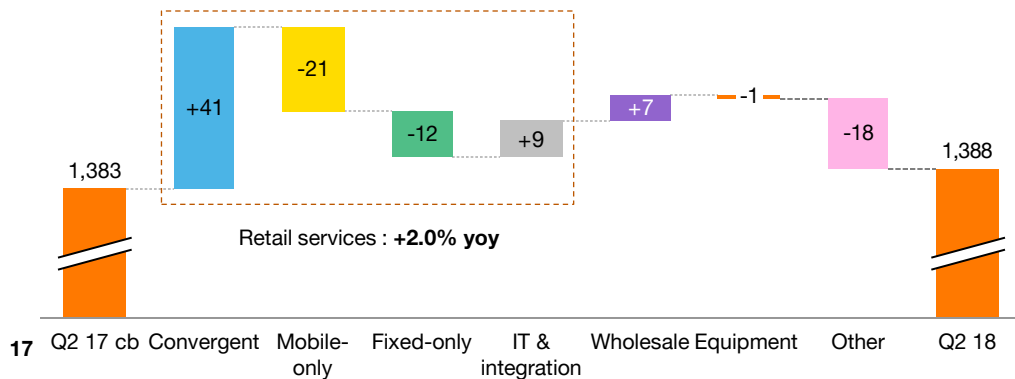 -21
+41
+7
-1
-12
+9
-18
1,383
1,388
Retail services : +2.0% yoy
17
Q2 17 cb
Convergent
Mobile-
only
Fixed-only
IT &
integration
Wholesale
Equipment
Other
Q2 18